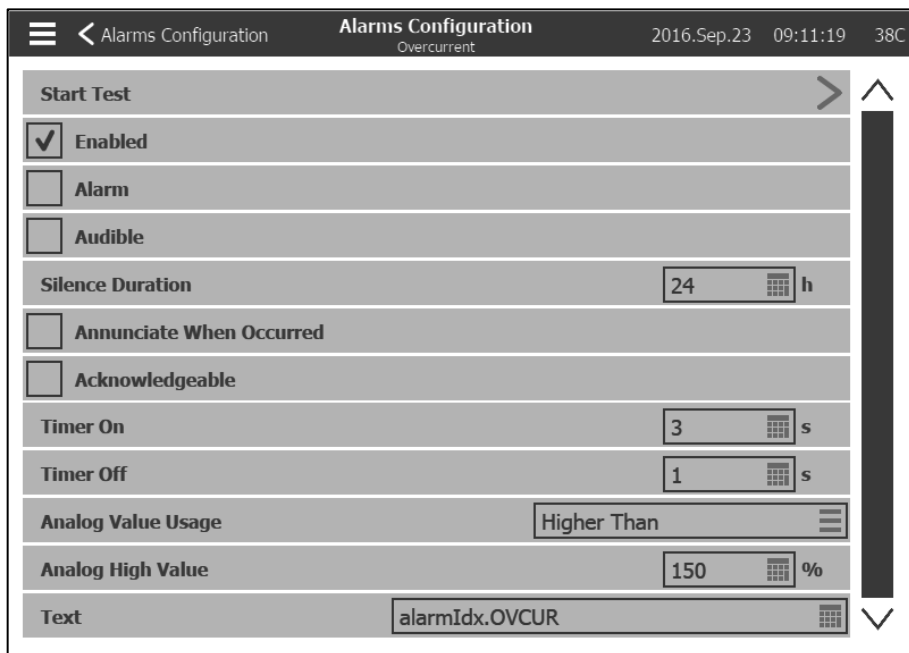 Alarms Configuration Alarms Configuration 2016.Sep.23 09:11:19 38C
Overcurrent
Start Test
Enabled
Alarm
Audible
Silence Duration 24 h
Annunciate When Occurred
Acknowledgeable
Timer On 3 s
Timer Off 1 s
Analog Value Usage Higher Than
Analog High Value 150 %
Text alarmIdx.OVCUR